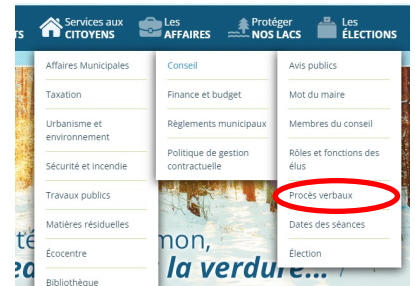 TS
Services aux
CITOYENS
Les
AFFAIRES
Protéger
NOS LACS
Les
ÉLECTIONS
Affaires Municipales
Taxation
Urbanisme et
environnement
Sécurité et incendie
Travaux publics
Matières résiduelles
Écocentre
Bibliothèque
Conseil
Finance et budget
Règlements municipaux
Politique de gestion
contractuelle
Avis publics
Mot du maire
Membres du conseil
Rôles et fonctions des
élus
Procès verbaux
Dates des séances
Élection
té
mon,
la verdure...